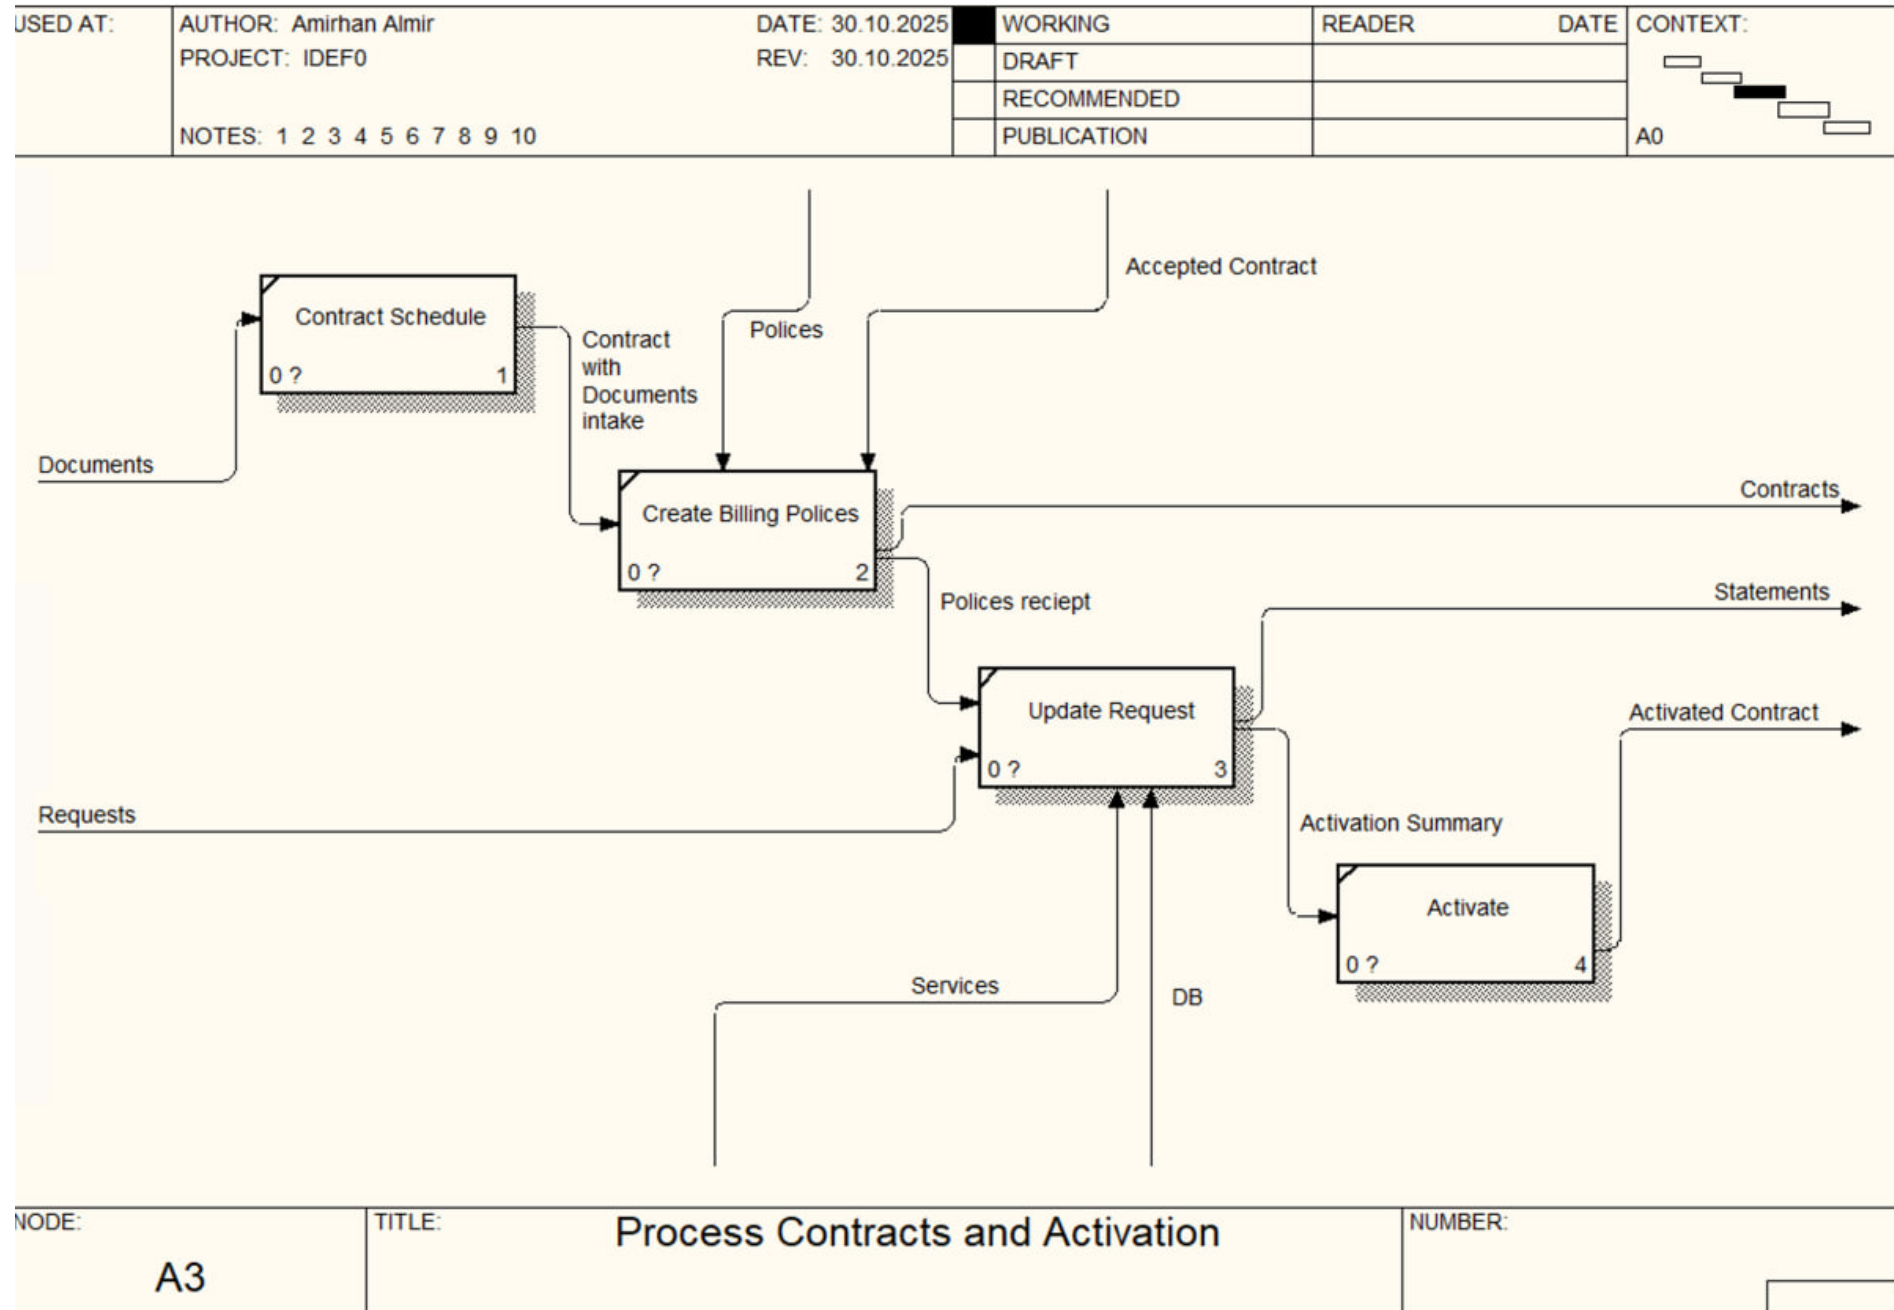 USED AT:
AUTHOR: Amirhan Almir
DATE: 30.10.2025
WORKING
READER
DATE
CONTEXT:
PROJECT: IDEF0
REV: 30.10.2025
DRAFT
RECOMMENDED
NOTES: 1 2 3 4 5 6 7 8 9 10
PUBLICATION
A0
Accepted Contract
Contract Schedule
0 ?
1
Polices
Contract
with
Documents
intake
Documents
Create Billing Polices
0 ?
2
Contracts
Statements
Polices reciept
Update Request
0 ?
3
Activated Contract
Requests
Activation Summary
Activate
0 ?
4
Services
DB
NODE:
A3
TITLE:
Process Contracts and Activation
NUMBER: